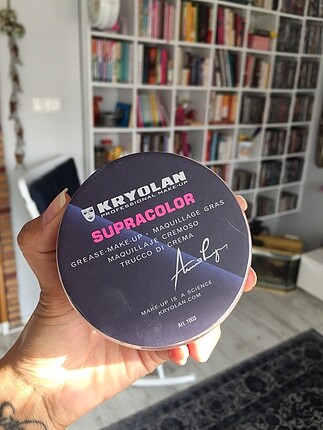 KRYOLAN
PROFESSIONAL MAKE-UP
SUPRACOLOR
GREASE-MAKE-UP · MAQUILLAGE GRAS
MAQUILLAJE CREMOSO
TRUCCO DI CREMA
MAKE-UP IS A SCIENCE
KRYOLAN.COM
Art. 1003